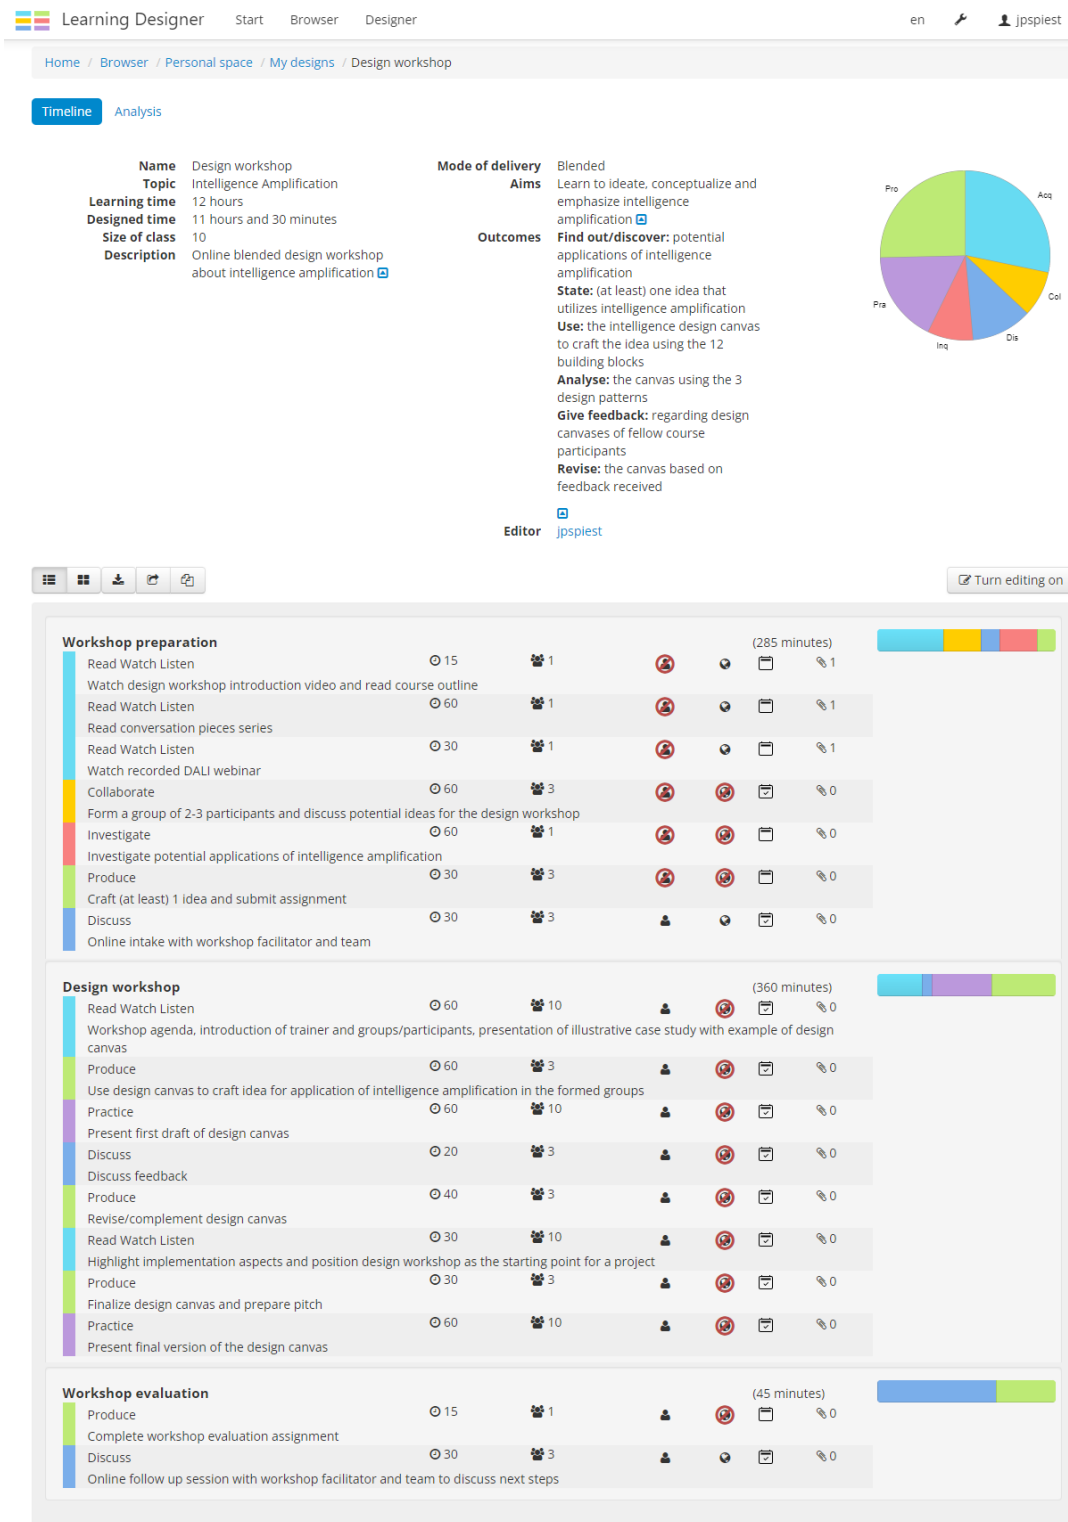 Learning Designer Start Browser Designer en jpspiest
Home / Browser / Personal space / My designs / Design workshop
Timeline Analysis
Name Design workshop
Topic Intelligence Amplification
Learning time 12 hours
Designed time 11 hours and 30 minutes
Size of class 10
Description Online blended design workshop
about intelligence amplification
Mode of delivery Blended
Aims Learn to ideate, conceptualize and
emphasize intelligence
amplification
Outcomes Find out/discover: potential
applications of intelligence
amplification
State: (at least) one idea that
utilizes intelligence amplification
Use: the intelligence design canvas
to craft the idea using the 12
building blocks
Analyse: the canvas using the 3
design patterns
Give feedback: regarding design
canvases of fellow course
participants
Revise: the canvas based on
feedback received
Editor jpspiest
Pro
Acq
Col
Dis
Inq
Pra
Turn editing on
Workshop preparation (285 minutes)
Read Watch Listen 15 1 1
Watch design workshop introduction video and read course outline
Read Watch Listen 60 1 1
Read conversation pieces series
Read Watch Listen 30 1 1
Watch recorded DALI webinar
Collaborate 60 3 0
Form a group of 2-3 participants and discuss potential ideas for the design workshop
Investigate 60 1 0
Investigate potential applications of intelligence amplification
Produce 30 3 0
Craft (at least) 1 idea and submit assignment
Discuss 30 3 0
Online intake with workshop facilitator and team
Design workshop (360 minutes)
Read Watch Listen 60 10 0
Workshop agenda, introduction of trainer and groups/participants, presentation of illustrative case study with example of design
canvas
Produce 60 3 0
Use design canvas to craft idea for application of intelligence amplification in the formed groups
Practice 60 10 0
Present first draft of design canvas
Discuss 20 3 0
Discuss feedback
Produce 40 3 0
Revise/complement design canvas
Read Watch Listen 30 10 0
Highlight implementation aspects and position design workshop as the starting point for a project
Produce 30 3 0
Finalize design canvas and prepare pitch
Practice 60 10 0
Present final version of the design canvas
Workshop evaluation (45 minutes)
Produce 15 1 0
Complete workshop evaluation assignment
Discuss 30 3 0
Online follow up session with workshop facilitator and team to discuss next steps